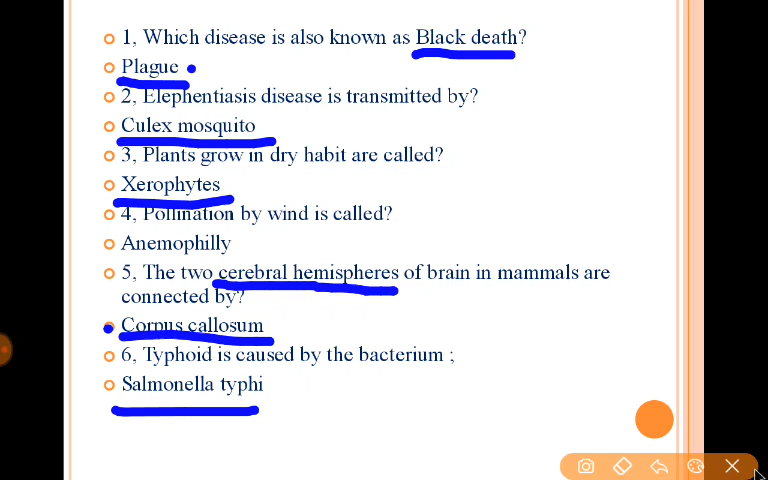 1, Which disease is also known as Black death?
Plague
2, Elephentiasis disease is transmitted by?
Culex mosquito
3, Plants grow in dry habit are called?
Xerophytes
4, Pollination by wind is called?
Anemophilly
5, The two cerebral hemispheres of brain in mammals are
connected by?
Corpus callosum
6, Typhoid is caused by the bacterium ;
Salmonella typhi